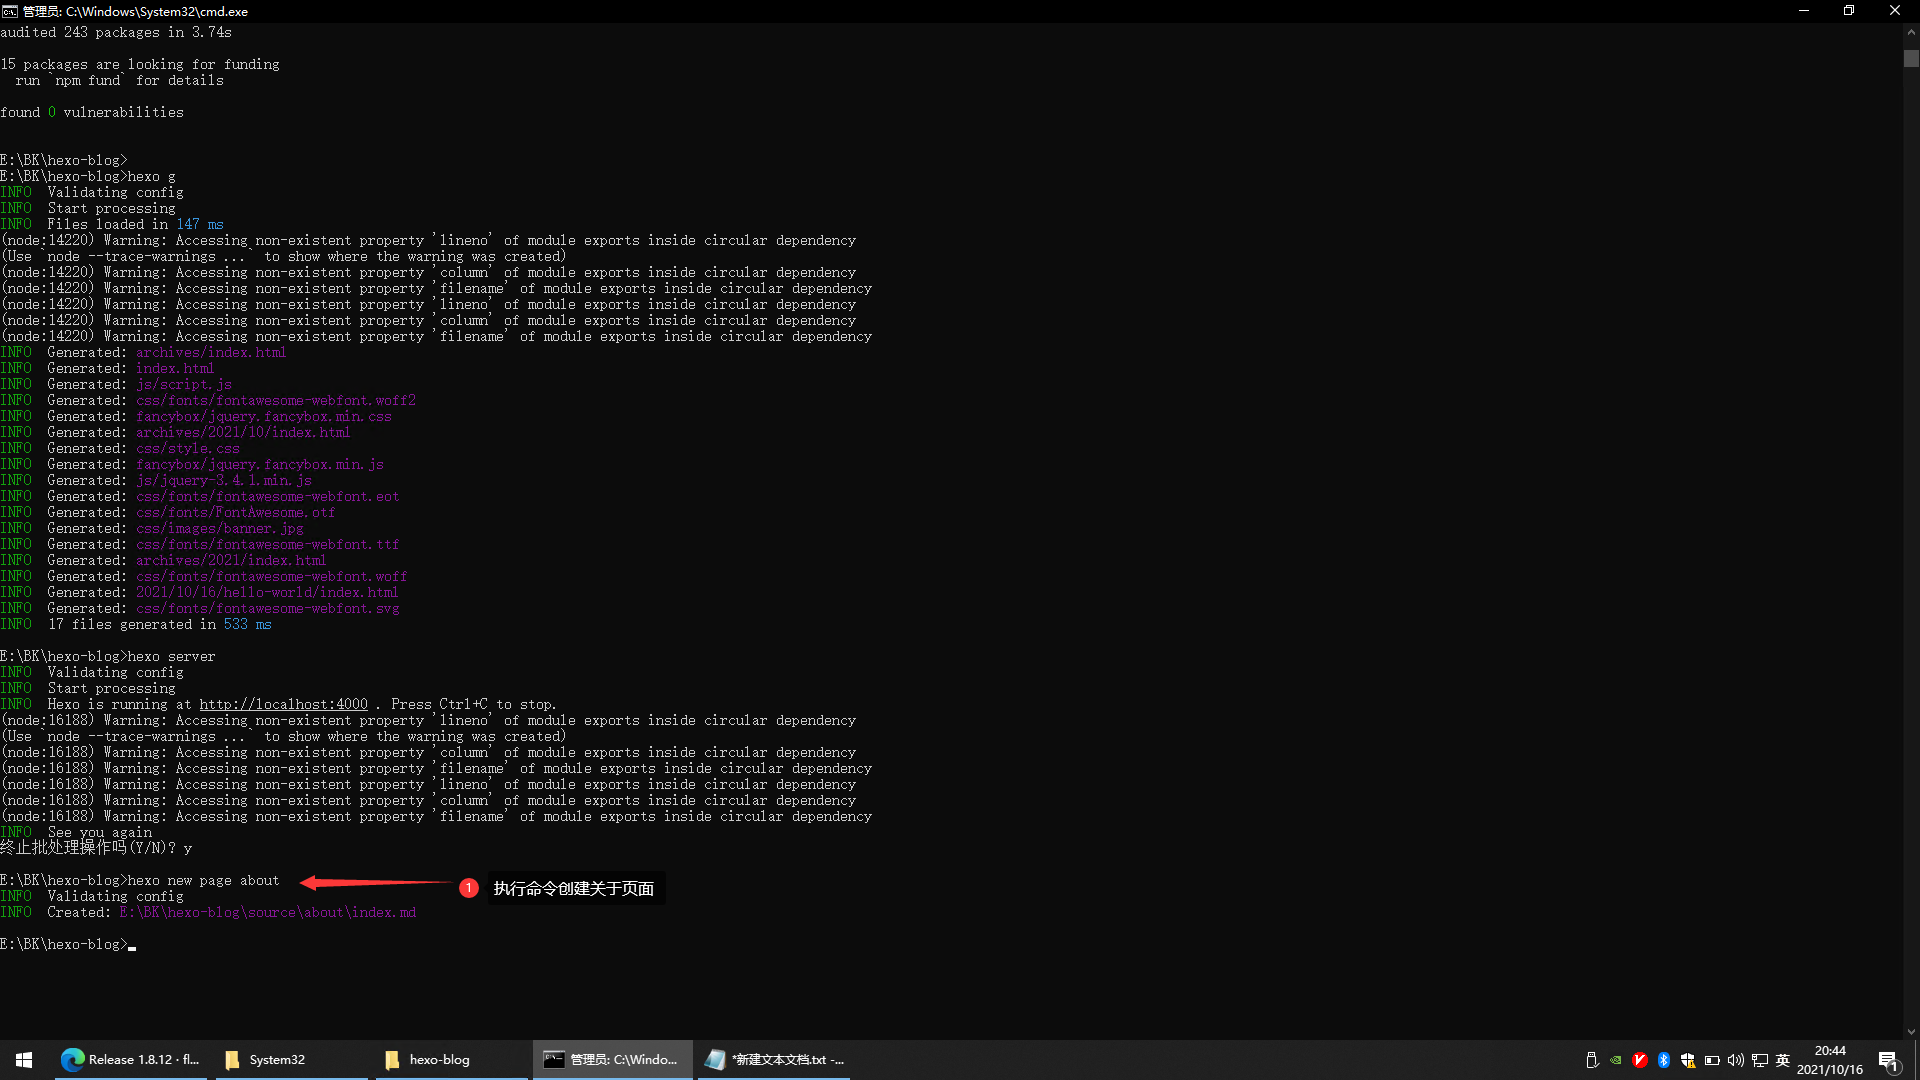 管理员: C:\Windows\System32\cmd.exe
audited 243 packages in 3.74s
15 packages are looking for funding
  run `npm fund` for details
found 0 vulnerabilities
E:\BK\hexo-blog>
E:\BK\hexo-blog>hexo g
INFO  Validating config
INFO  Start processing
INFO  Files loaded in 147 ms
(node:14220) Warning: Accessing non-existent property 'lineno' of module exports inside circular dependency
(Use `node --trace-warnings ...` to show where the warning was created)
(node:14220) Warning: Accessing non-existent property 'column' of module exports inside circular dependency
(node:14220) Warning: Accessing non-existent property 'filename' of module exports inside circular dependency
(node:14220) Warning: Accessing non-existent property 'lineno' of module exports inside circular dependency
(node:14220) Warning: Accessing non-existent property 'column' of module exports inside circular dependency
(node:14220) Warning: Accessing non-existent property 'filename' of module exports inside circular dependency
INFO  Generated: archives/index.html
INFO  Generated: index.html
INFO  Generated: js/script.js
INFO  Generated: css/fonts/fontawesome-webfont.woff2
INFO  Generated: fancybox/jquery.fancybox.min.css
INFO  Generated: archives/2021/10/index.html
INFO  Generated: css/style.css
INFO  Generated: fancybox/jquery.fancybox.min.js
INFO  Generated: js/jquery-3.4.1.min.js
INFO  Generated: css/fonts/fontawesome-webfont.eot
INFO  Generated: css/fonts/FontAwesome.otf
INFO  Generated: css/images/banner.jpg
INFO  Generated: css/fonts/fontawesome-webfont.ttf
INFO  Generated: archives/2021/index.html
INFO  Generated: css/fonts/fontawesome-webfont.woff
INFO  Generated: 2021/10/16/hello-world/index.html
INFO  Generated: css/fonts/fontawesome-webfont.svg
INFO  17 files generated in 533 ms
E:\BK\hexo-blog>hexo server
INFO  Validating config
INFO  Start processing
INFO  Hexo is running at http://localhost:4000 . Press Ctrl+C to stop.
(node:16188) Warning: Accessing non-existent property 'lineno' of module exports inside circular dependency
(Use `node --trace-warnings ...` to show where the warning was created)
(node:16188) Warning: Accessing non-existent property 'column' of module exports inside circular dependency
(node:16188) Warning: Accessing non-existent property 'filename' of module exports inside circular dependency
(node:16188) Warning: Accessing non-existent property 'lineno' of module exports inside circular dependency
(node:16188) Warning: Accessing non-existent property 'column' of module exports inside circular dependency
(node:16188) Warning: Accessing non-existent property 'filename' of module exports inside circular dependency
INFO  See you again
终止批处理操作吗(Y/N)? y
E:\BK\hexo-blog>hexo new page about
1 执行命令创建关于页面
INFO  Validating config
INFO  Created: E:\BK\hexo-blog\source\about\index.md
E:\BK\hexo-blog>
Release 1.8.12 · fl...
System32
hexo-blog
管理员: C:\Windo...
*新建文本文档.txt -...
英
20:44
2021/10/16
1